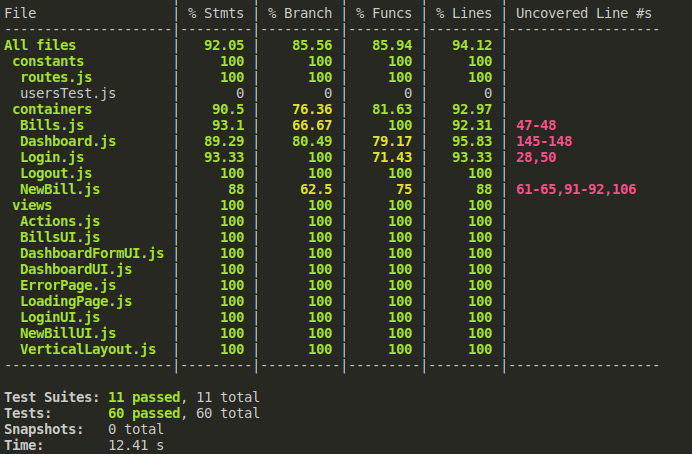 File                 | % Stmts | % Branch | % Funcs | % Lines | Uncovered Line #s
---------------------|---------|----------|---------|---------|-------------------
All files            |   92.05 |    85.56 |   85.94 |   94.12 |
 constants           |     100 |      100 |     100 |     100 |
  routes.js          |     100 |      100 |     100 |     100 |
  usersTest.js       |       0 |        0 |       0 |       0 |
 containers          |    90.5 |    76.36 |   81.63 |   92.97 |
  Bills.js           |    93.1 |    66.67 |     100 |   92.31 | 47-48
  Dashboard.js       |   89.29 |    80.49 |   79.17 |   95.83 | 145-148
  Login.js           |   93.33 |      100 |   71.43 |   93.33 | 28,50
  Logout.js          |     100 |      100 |     100 |     100 |
  NewBill.js         |      88 |     62.5 |      75 |      88 | 61-65,91-92,106
 views               |     100 |      100 |     100 |     100 |
  Actions.js         |     100 |      100 |     100 |     100 |
  BillsUI.js         |     100 |      100 |     100 |     100 |
  DashboardFormUI.js |     100 |      100 |     100 |     100 |
  DashboardUI.js     |     100 |      100 |     100 |     100 |
  ErrorPage.js       |     100 |      100 |     100 |     100 |
  LoadingPage.js     |     100 |      100 |     100 |     100 |
  LoginUI.js         |     100 |      100 |     100 |     100 |
  NewBillUI.js       |     100 |      100 |     100 |     100 |
  VerticalLayout.js  |     100 |      100 |     100 |     100 |
---------------------|---------|----------|---------|---------|-------------------
Test Suites: 11 passed, 11 total
Tests:       60 passed, 60 total
Snapshots:   0 total
Time:        12.41 s